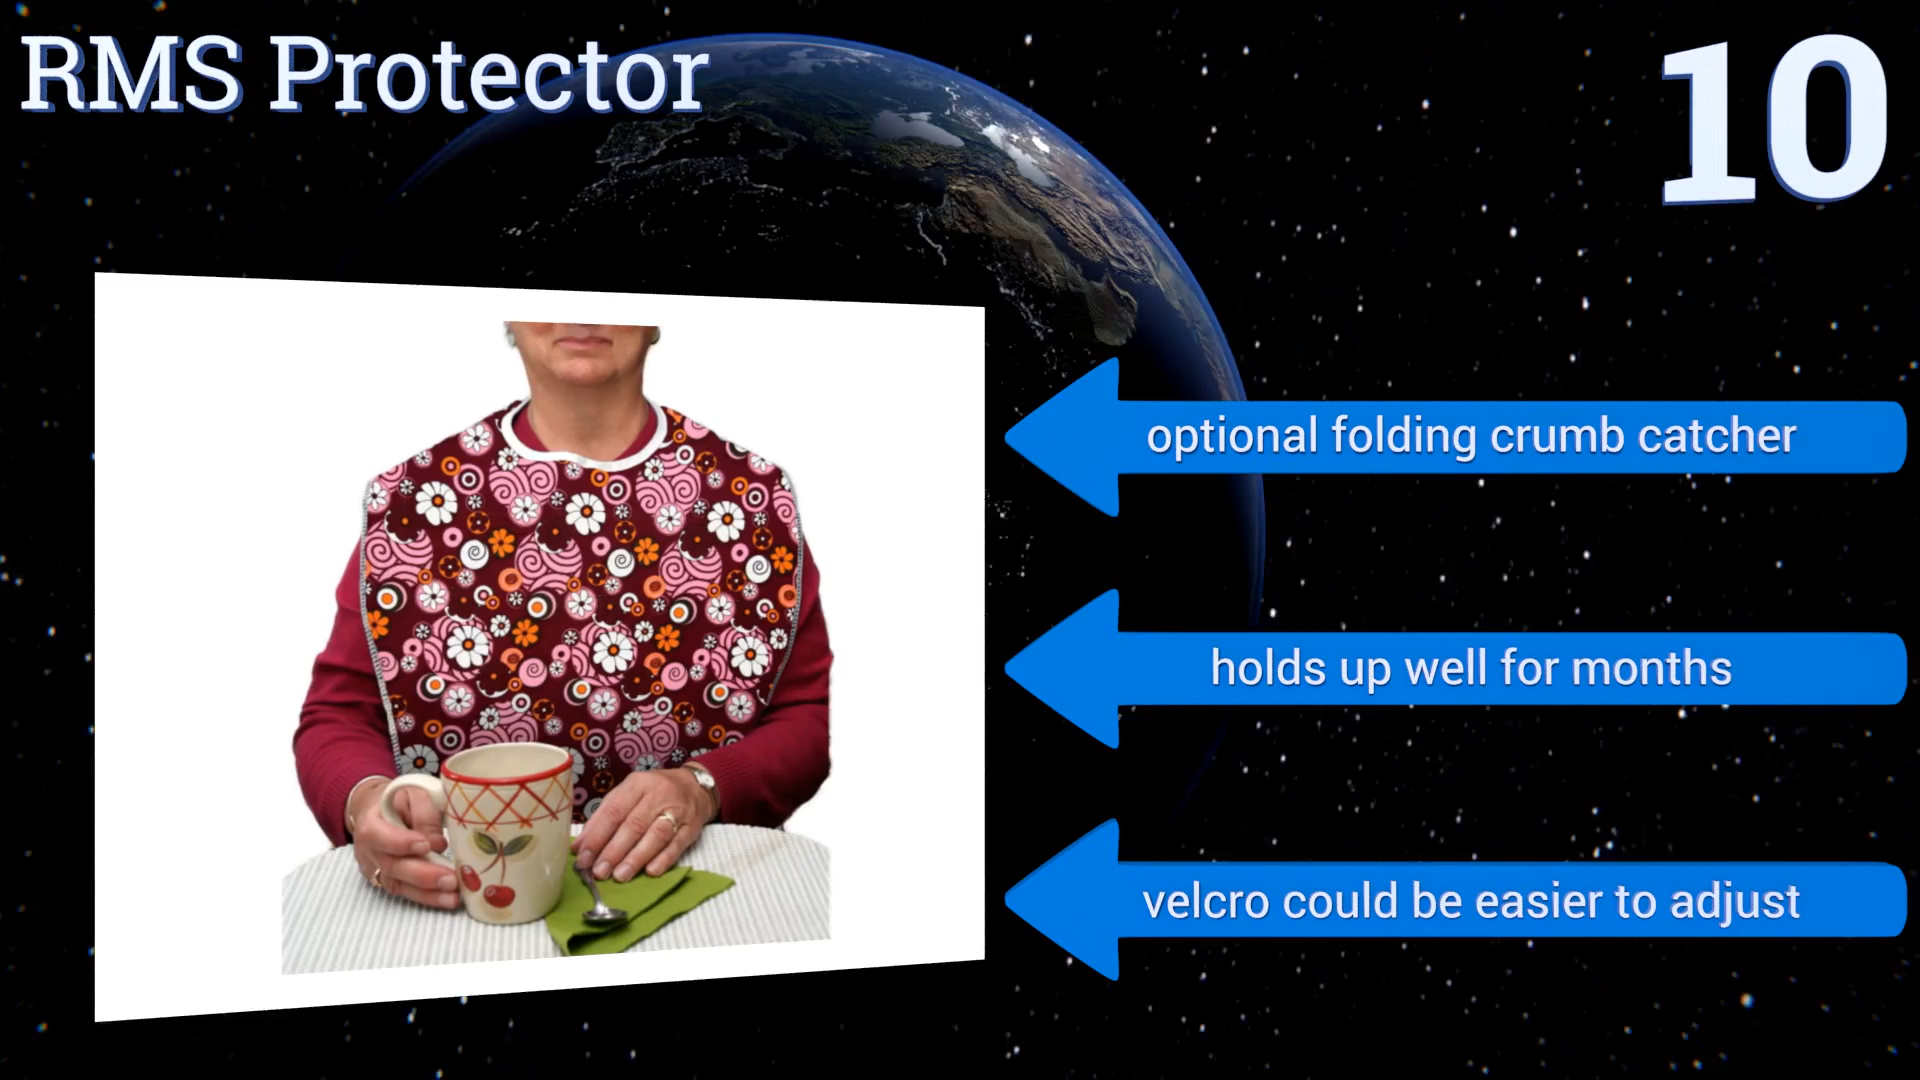 RMS Protector
10
optional folding crumb catcher
holds up well for months
velcro could be easier to adjust